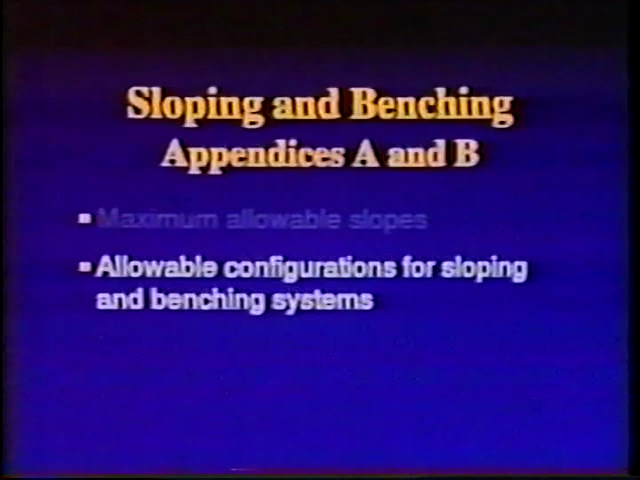 Sloping and Benching
Appendices A and B
▪ Maximum allowable slopes
▪ Allowable configurations for sloping
and benching systems